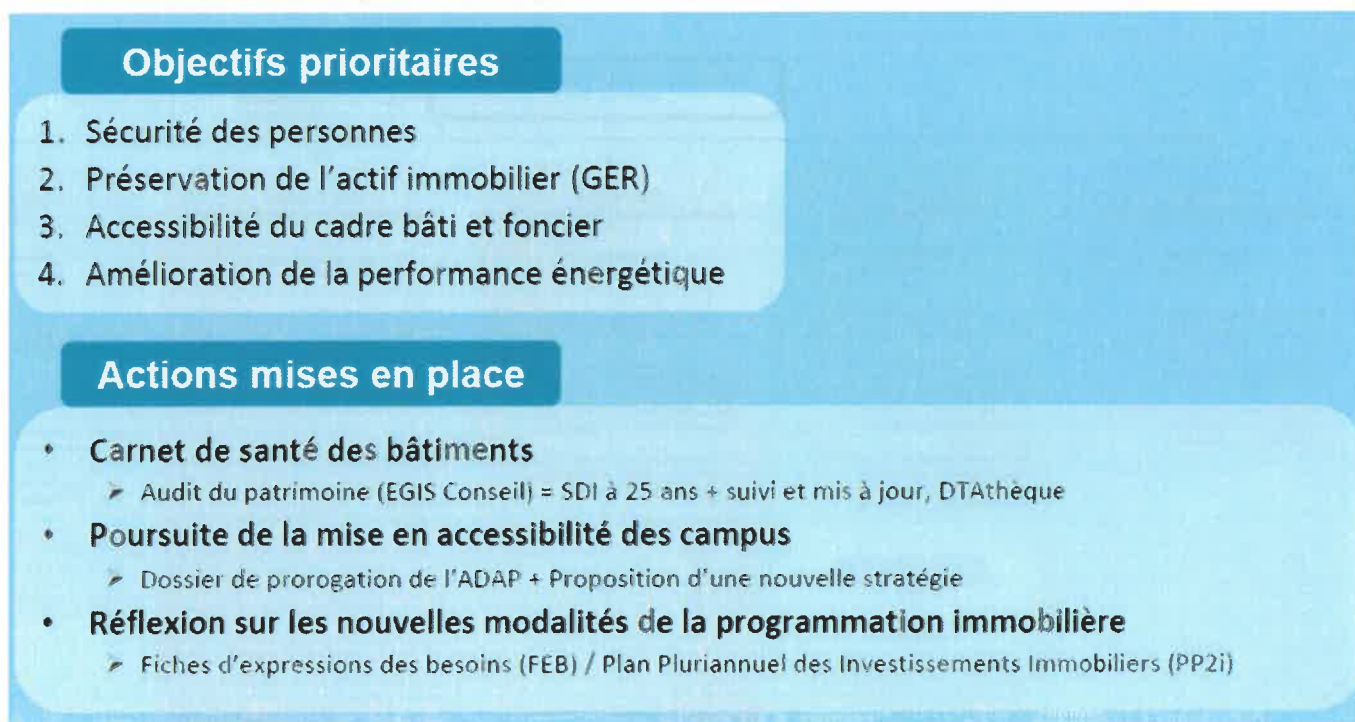 Objectifs prioritaires
1. Sécurité des personnes
2. Préservation de l'actif immobilier (GER)
3. Accessibilité du cadre bâti et foncier
4. Amélioration de la performance énergétique
Actions mises en place
• Carnet de santé des bâtiments
➢ Audit du patrimoine (EGIS Conseil) = SDI à 25 ans + suivi et mis à jour, DTAthèque
• Poursuite de la mise en accessibilité des campus
➢ Dossier de prorogation de l'ADAP + Proposition d'une nouvelle stratégie
• Réflexion sur les nouvelles modalités de la programmation immobilière
➢ Fiches d'expressions des besoins (FEB) / Plan Pluriannuel des Investissements Immobiliers (PP2i)